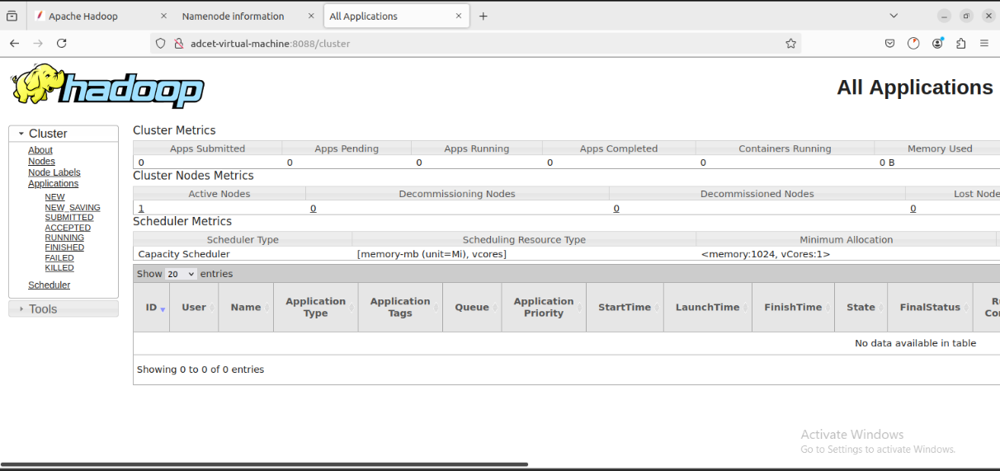 Apache Hadoop Namenode information All Applications
adcet-virtual-machine:8088/cluster
hadoop
All Applications
Cluster
About
Nodes
Node Labels
Applications
NEW
NEW_SAVING
SUBMITTED
ACCEPTED
RUNNING
FINISHED
FAILED
KILLED
Scheduler
Tools
Cluster Metrics
Apps Submitted Apps Pending Apps Running Apps Completed Containers Running Memory Used
0 0 0 0 0 0 B
Cluster Nodes Metrics
Active Nodes Decommissioning Nodes Decommissioned Nodes Lost Node
1 0 0 0
Scheduler Metrics
Scheduler Type Scheduling Resource Type Minimum Allocation
Capacity Scheduler [memory-mb (unit=Mi), vcores] <memory:1024, vCores:1>
Show 20 entries
ID User Name Application Type Application Tags Queue Application Priority StartTime LaunchTime FinishTime State FinalStatus
No data available in table
Showing 0 to 0 of 0 entries
Activate Windows
Go to Settings to activate Windows.